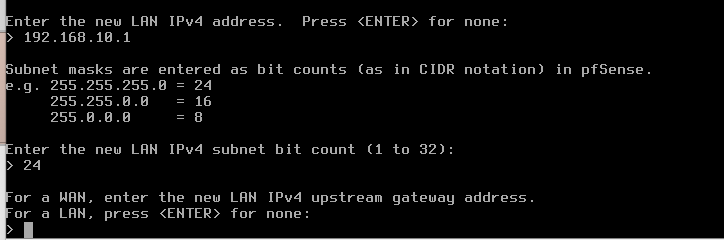 Enter the new LAN IPv4 address.  Press <ENTER> for none:
> 192.168.10.1
Subnet masks are entered as bit counts (as in CIDR notation) in pfSense.
e.g. 255.255.255.0 = 24
     255.255.0.0   = 16
     255.0.0.0     = 8
Enter the new LAN IPv4 subnet bit count (1 to 32):
> 24
For a WAN, enter the new LAN IPv4 upstream gateway address.
For a LAN, press <ENTER> for none:
>